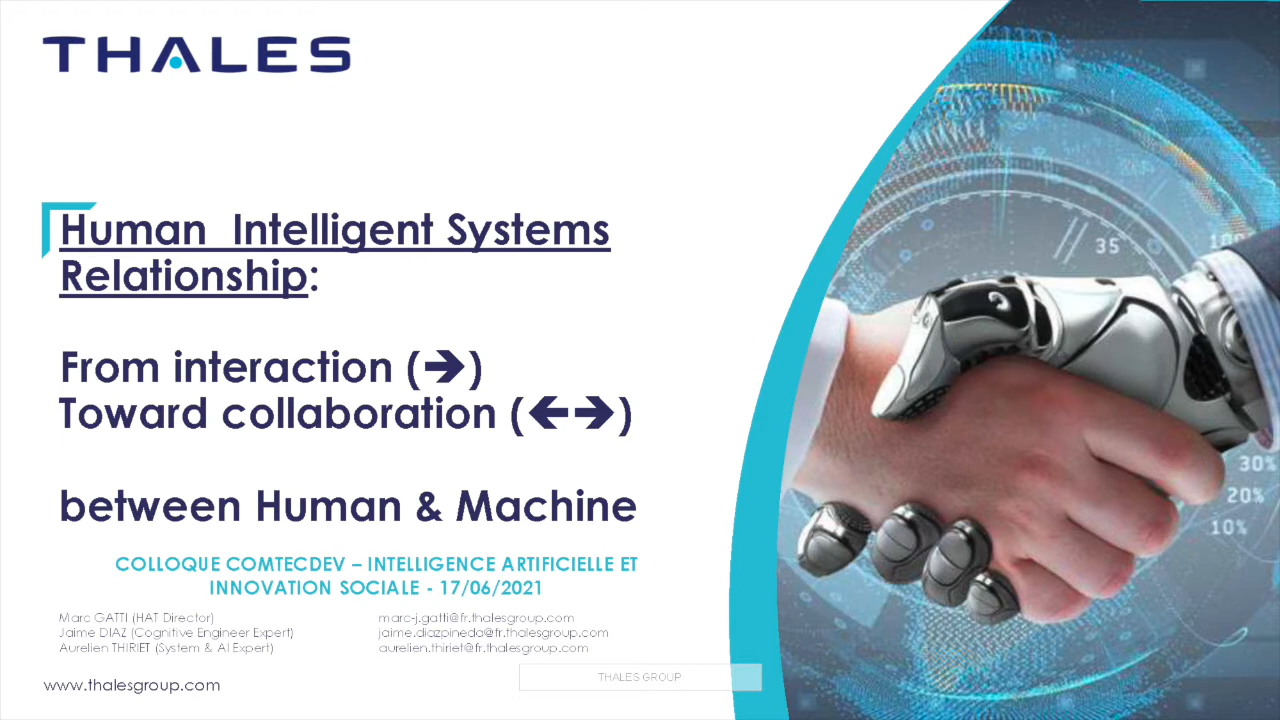 THALES
Human Intelligent Systems
Relationship:
From interaction (➔)
Toward collaboration (🡨➔)
between Human & Machine
COLLOQUE COMTECDEV – INTELLIGENCE ARTIFICIELLE ET
INNOVATION SOCIALE - 17/06/2021
Marc GATTI (HAT Director) marc-j.gatti@fr.thalesgroup.com
Jaime DIAZ (Cognitive Engineer Expert) jaime.diazpineda@fr.thalesgroup.com
Aurelien THIRIET (System & AI Expert) aurelien.thiriet@fr.thalesgroup.com
www.thalesgroup.com
THALES GROUP
35
30%
20%
10%